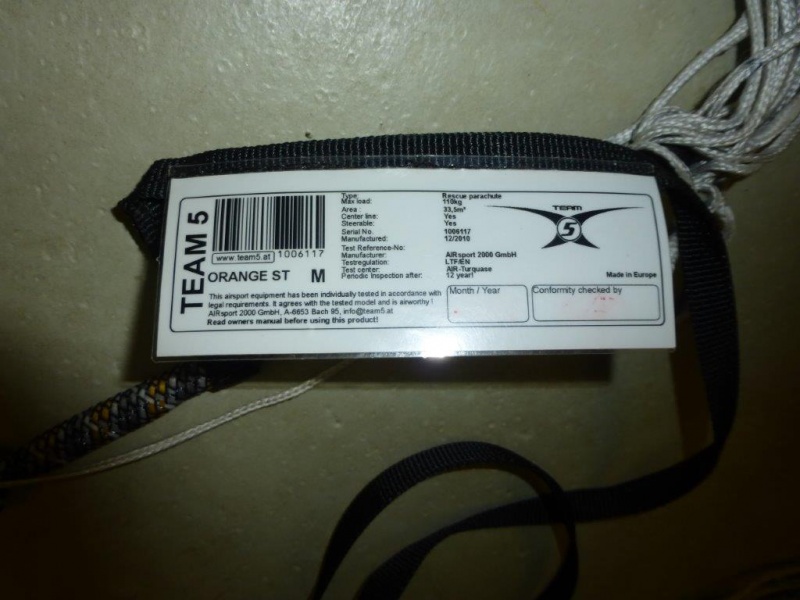 TEAM 5
www.team5.at
1006117
ORANGE ST M
Type: Rescue parachute
Max load: 110kg
Area : 33,5m²
Center line: Yes
Steerable: Yes
Serial No. 1006117
Manufactured: 12/2010
Test Reference-No:
Manufacturer: AIRsport 2000 GmbH
Testregulation: LTF/EN
Test center: AIR-Turquase
Periodic Inspection after: 12 year!
TEAM
5
Made in Europe
This airsport equipment has been individually tested in accordance with
legal requirements. It agrees with the tested model and is airworthy !
AIRsport 2000 GmbH, A-6653 Bach 95, info@team5.at
Read owners manual before using this product!
Month / Year
Conformity checked by